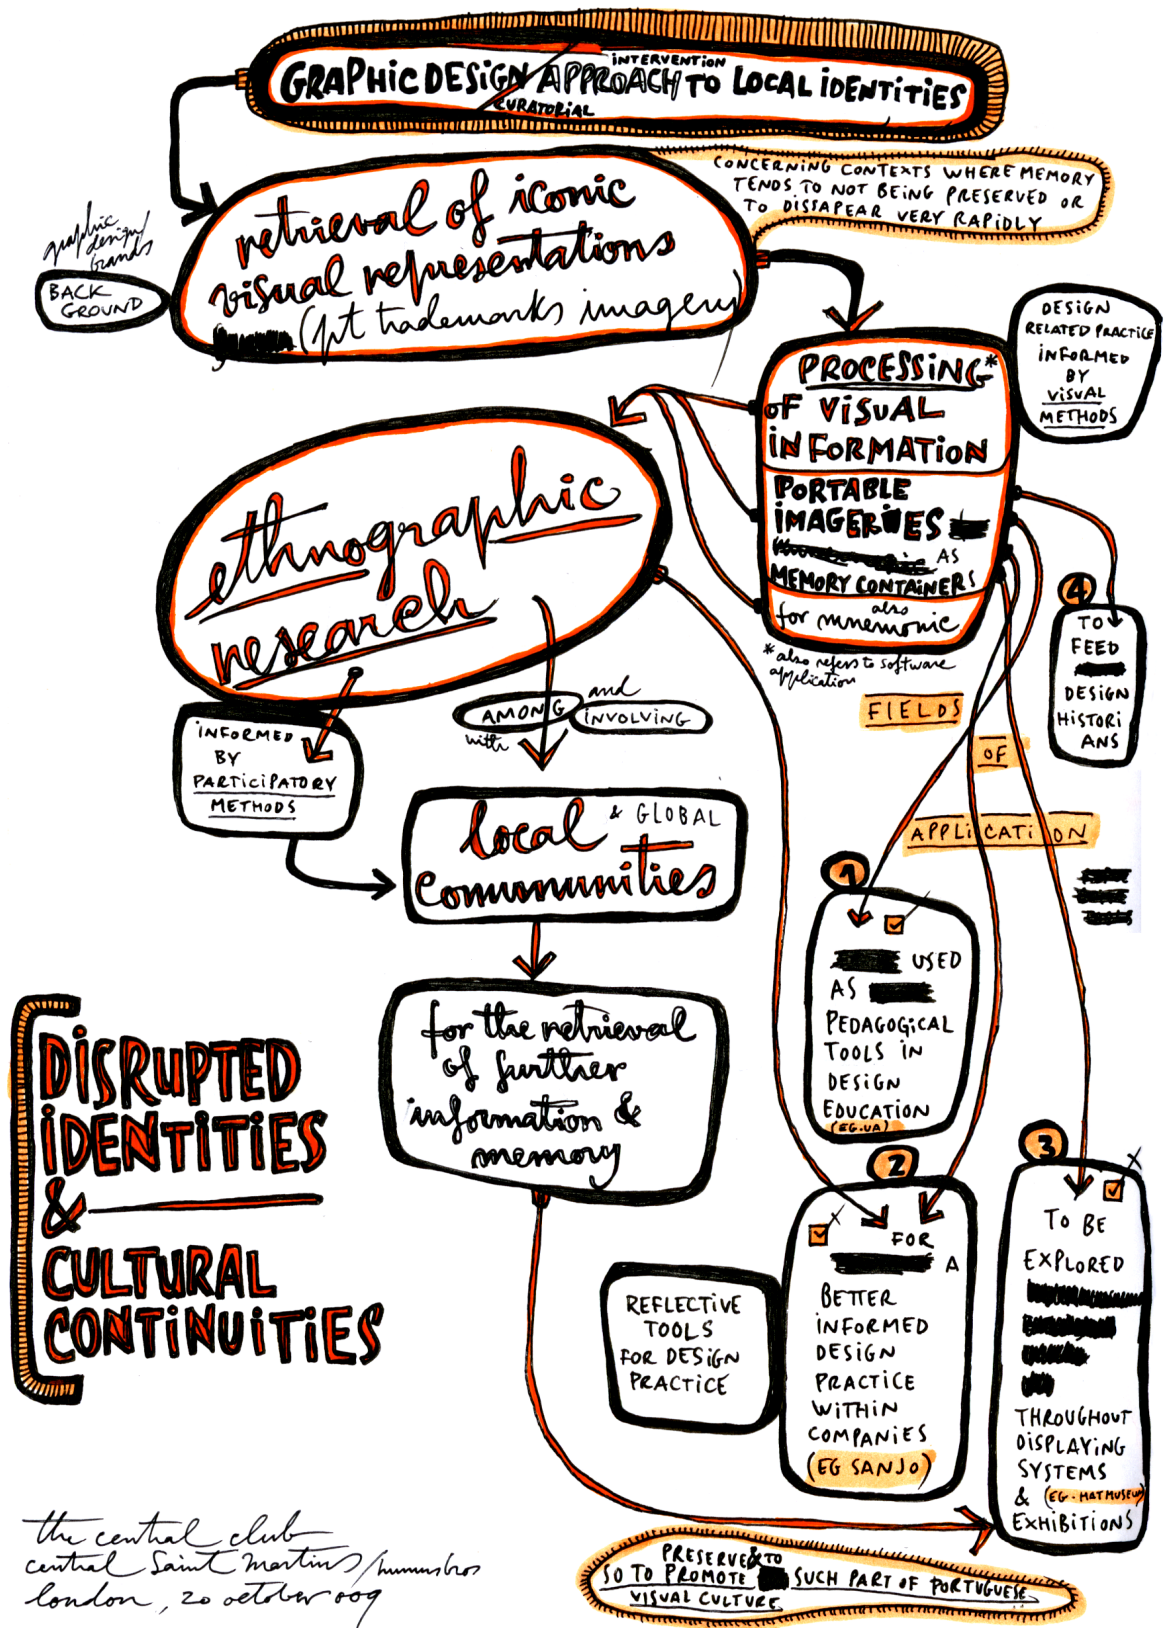 INTERVENTION
GRAPHIC DESIGN APPROACH TO LOCAL IDENTITIES
CURATORIAL
CONCERNING CONTEXTS WHERE MEMORY
TENDS TO NOT BEING PRESERVED OR
TO DISSAPEAR VERY RAPIDLY
retrieval of iconic
visual representations
(pt trademarks imagery)
graphic
design/
brands
BACK
GROUND
DESIGN
RELATED PRACTICE
INFORMED
BY
VISUAL
METHODS
PROCESSING*
OF VISUAL
INFORMATION
PORTABLE
IMAGERIES
AS
MEMORY CONTAINERS
also
for mnemonic
* also refers to software
application
ethnographic
research
INFORMED
BY
PARTICIPATORY
METHODS
AMONG and INVOLVING
with
local & GLOBAL
communities
for the retrieval
of further
information &
memory
FIELDS
OF
APPLICATION
4
TO
FEED
DESIGN
HISTORI
ANS
1
USED
AS
PEDAGOGICAL
TOOLS IN
DESIGN
EDUCATION
(EG. UA)
2
FOR
A
BETTER
INFORMED
DESIGN
PRACTICE
WITHIN
COMPANIES
(EG SANJO)
REFLECTIVE
TOOLS
FOR DESIGN
PRACTICE
3
TO BE
EXPLORED
THROUGHOUT
DISPLAYING
SYSTEMS
& (EG. HAT MUSEUM)
EXHIBITIONS
DISRUPTED
IDENTITIES
&
CULTURAL
CONTINUITIES
PRESERVE & TO
SO TO PROMOTE SUCH PART OF PORTUGUESE
VISUAL CULTURE
the central club
central Saint Martins/
london, 20 october 009